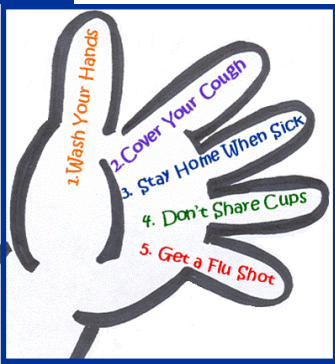 1. Wash Your Hands
2. Cover Your Cough
3. Stay Home When Sick
4. Don't Share Cups
5. Get a Flu Shot